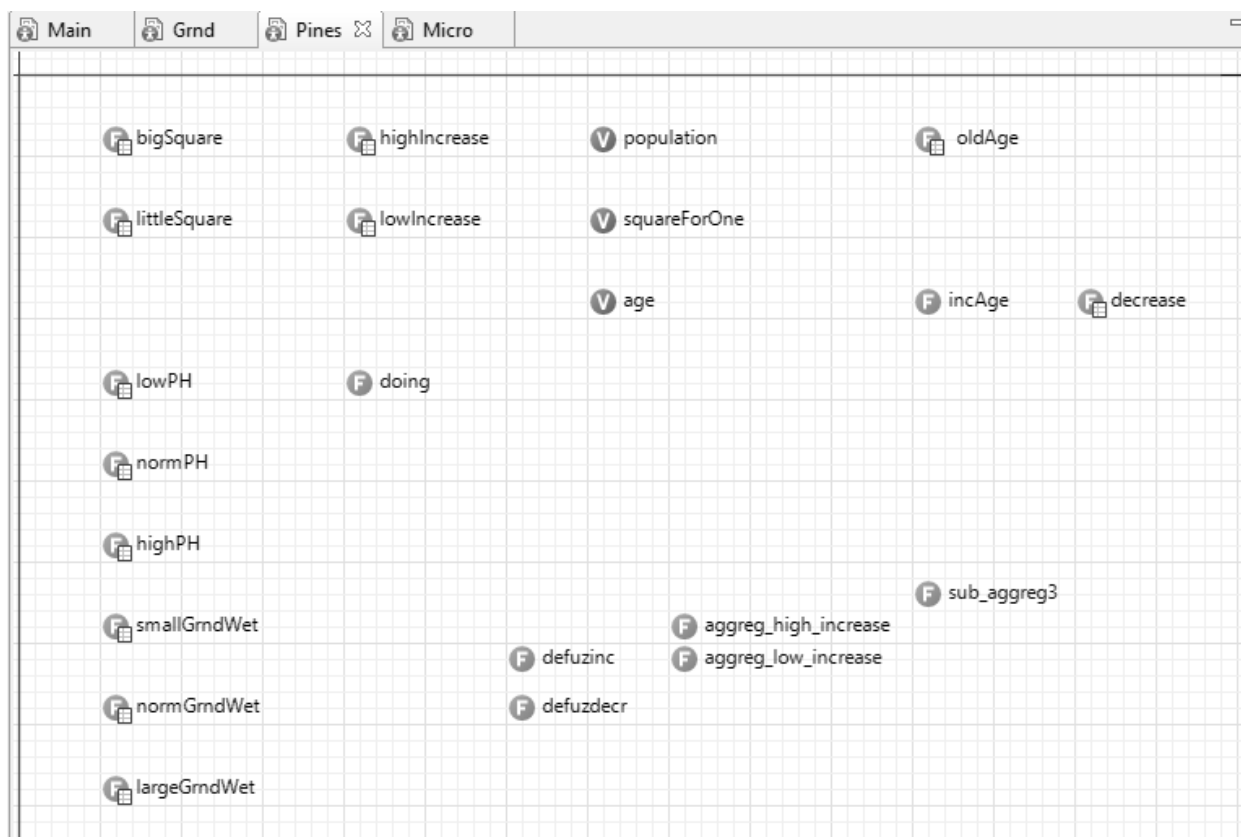 Main Grnd Pines Micro
bigSquare highIncrease population oldAge
littleSquare lowIncrease squareForOne
age incAge decrease
lowPH doing
normPH
highPH
sub_aggreg3
smallGrndWet aggreg_high_increase
defuzinc aggreg_low_increase
normGrndWet defuzdecr
largeGrndWet